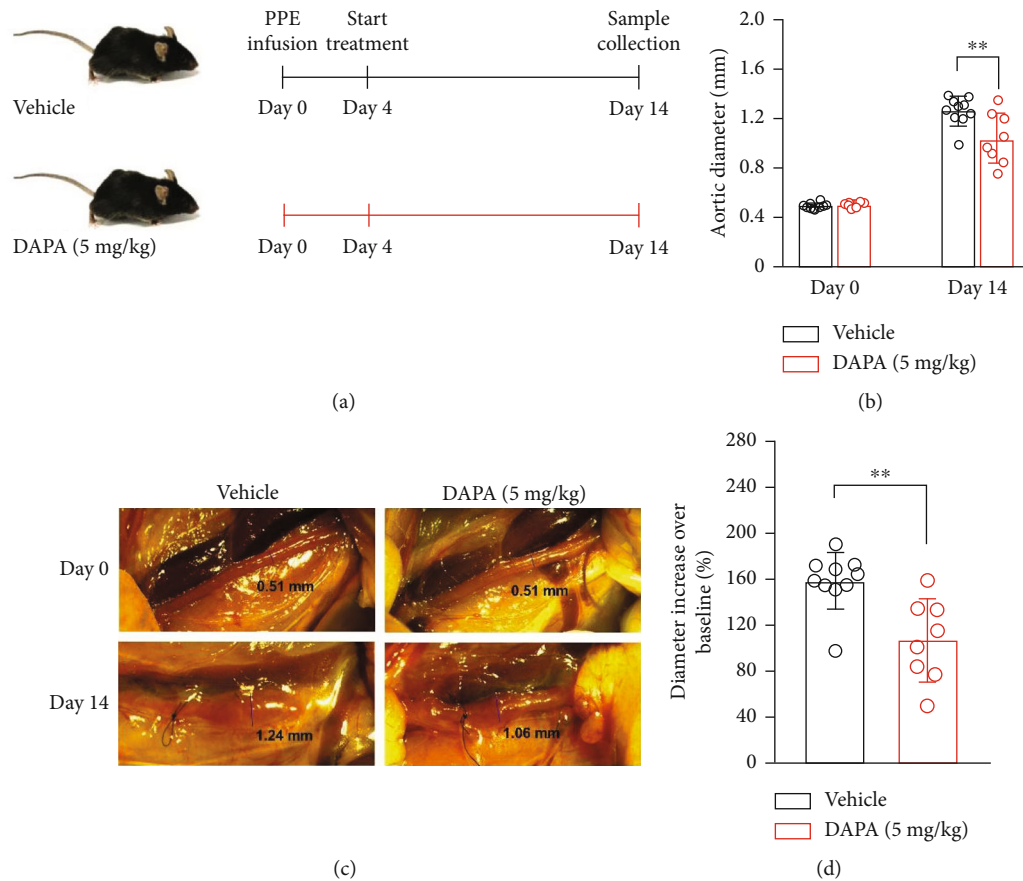 PPE
infusion
Start
treatment
Sample
collection
Vehicle
Day 0
Day 4
Day 14
DAPA (5 mg/kg)
Day 0
Day 4
Day 14
(a)
Aortic diameter (mm)
2
1.6
1.2
0.8
0.4
0
**
Day 0
Day 14
Vehicle
DAPA (5 mg/kg)
(b)
Vehicle
DAPA (5 mg/kg)
Day 0
0.51 mm
0.51 mm
Day 14
1.24 mm
1.06 mm
(c)
Diameter increase over
baseline (%)
280
240
200
160
120
80
40
0
**
Vehicle
DAPA (5 mg/kg)
(d)